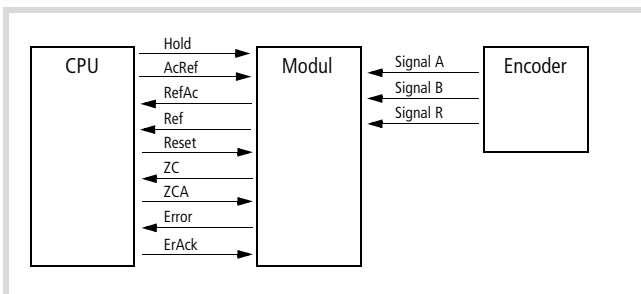 CPU
Hold
AcRef
RefAc
Ref
Reset
ZC
ZCA
Error
ErAck
Modul
Signal A
Signal B
Signal R
Encoder